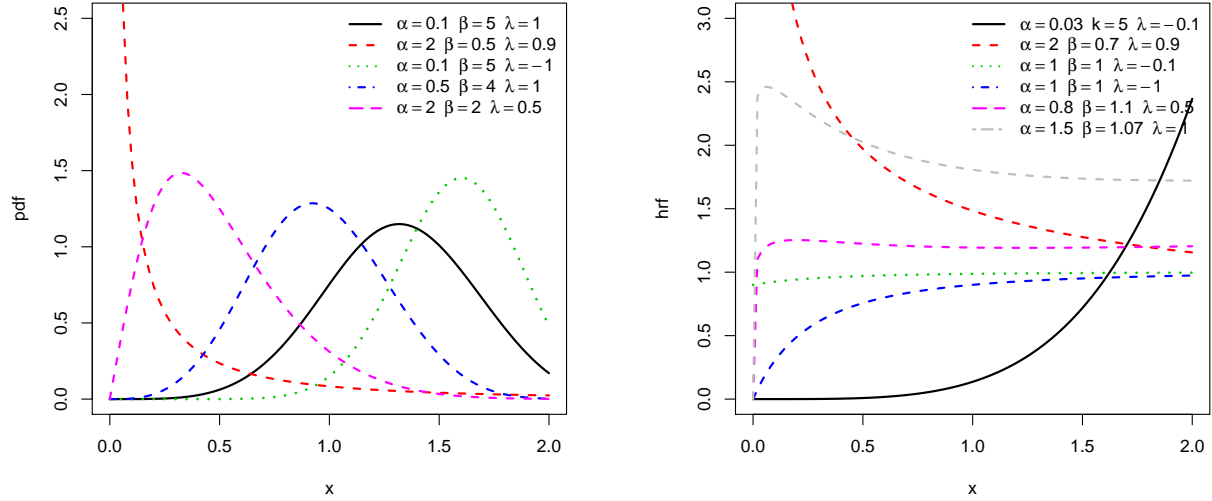 pdf
2.5
2.0
1.5
1.0
0.5
0.0
α = 0.1 β = 5 λ = 1
α = 2 β = 0.5 λ = 0.9
α = 0.1 β = 5 λ = −1
α = 0.5 β = 4 λ = 1
α = 2 β = 2 λ = 0.5
0.0 0.5 1.0 1.5 2.0
x
hrf
3.0
2.5
2.0
1.5
1.0
0.5
0.0
α = 0.03 k = 5 λ = −0.1
α = 2 β = 0.7 λ = 0.9
α = 1 β = 1 λ = −0.1
α = 1 β = 1 λ = −1
α = 0.8 β = 1.1 λ = 0.5
α = 1.5 β = 1.07 λ = 1
0.0 0.5 1.0 1.5 2.0
x